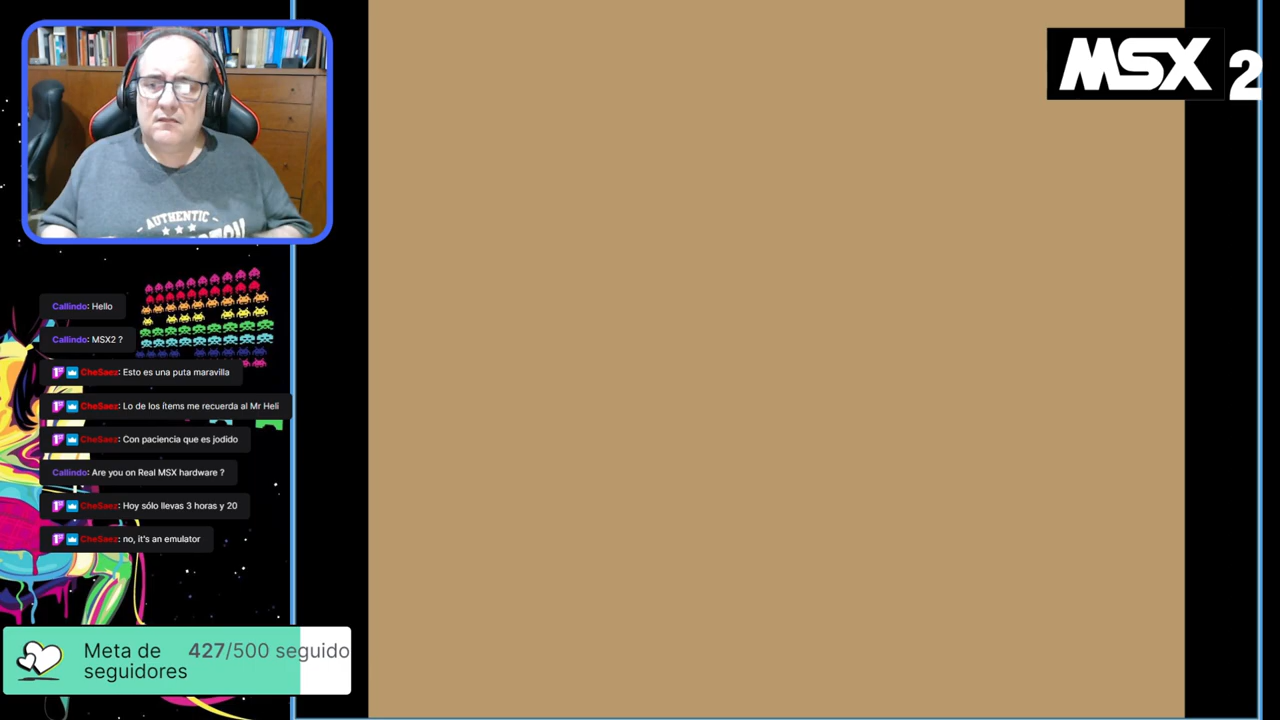 MSX 2
AUTHENTIC
Callindo: Hello
Callindo: MSX2 ?
CheSaez: Esto es una puta maravilla
CheSaez: Lo de los ítems me recuerda al Mr Heli
CheSaez: Con paciencia que es jodido
Callindo: Are you on Real MSX hardware ?
CheSaez: Hoy sólo llevas 3 horas y 20
CheSaez: no, it's an emulator
Meta de
seguidores
427/500 seguido